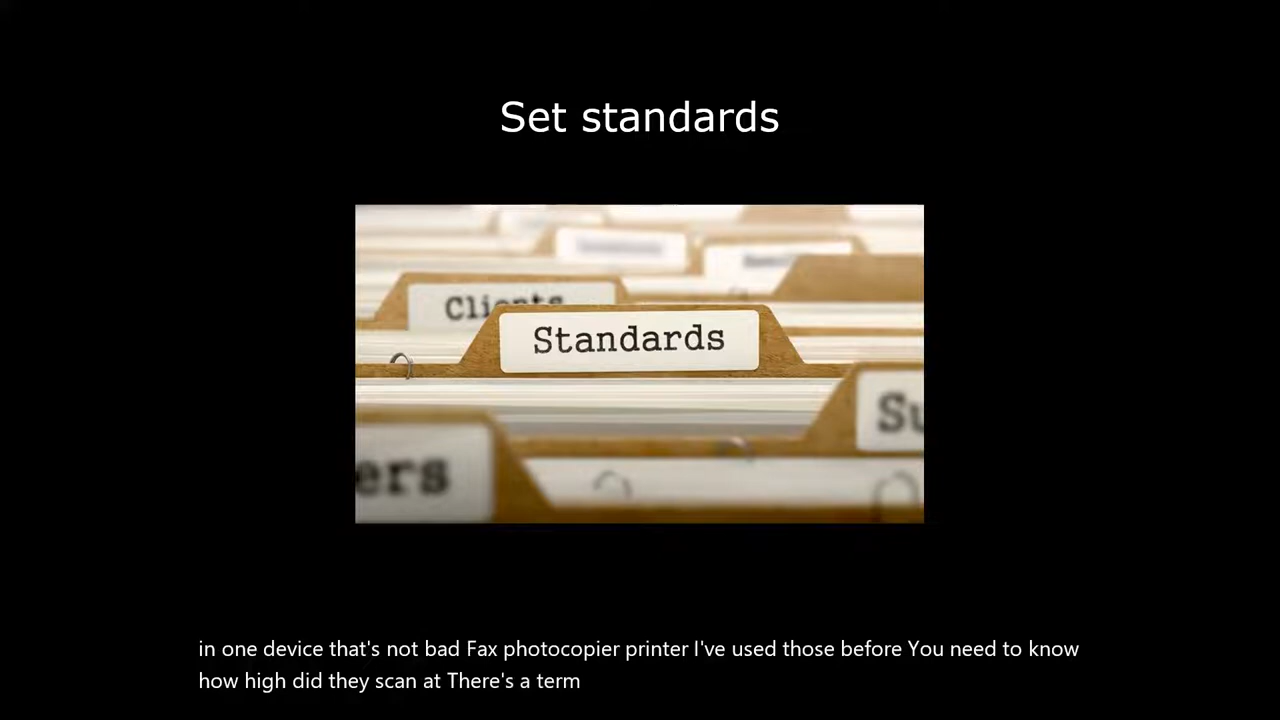 Set standards
Clients
Standards
Su
ers
in one device that's not bad Fax photocopier printer I've used those before You need to know
how high did they scan at There's a term